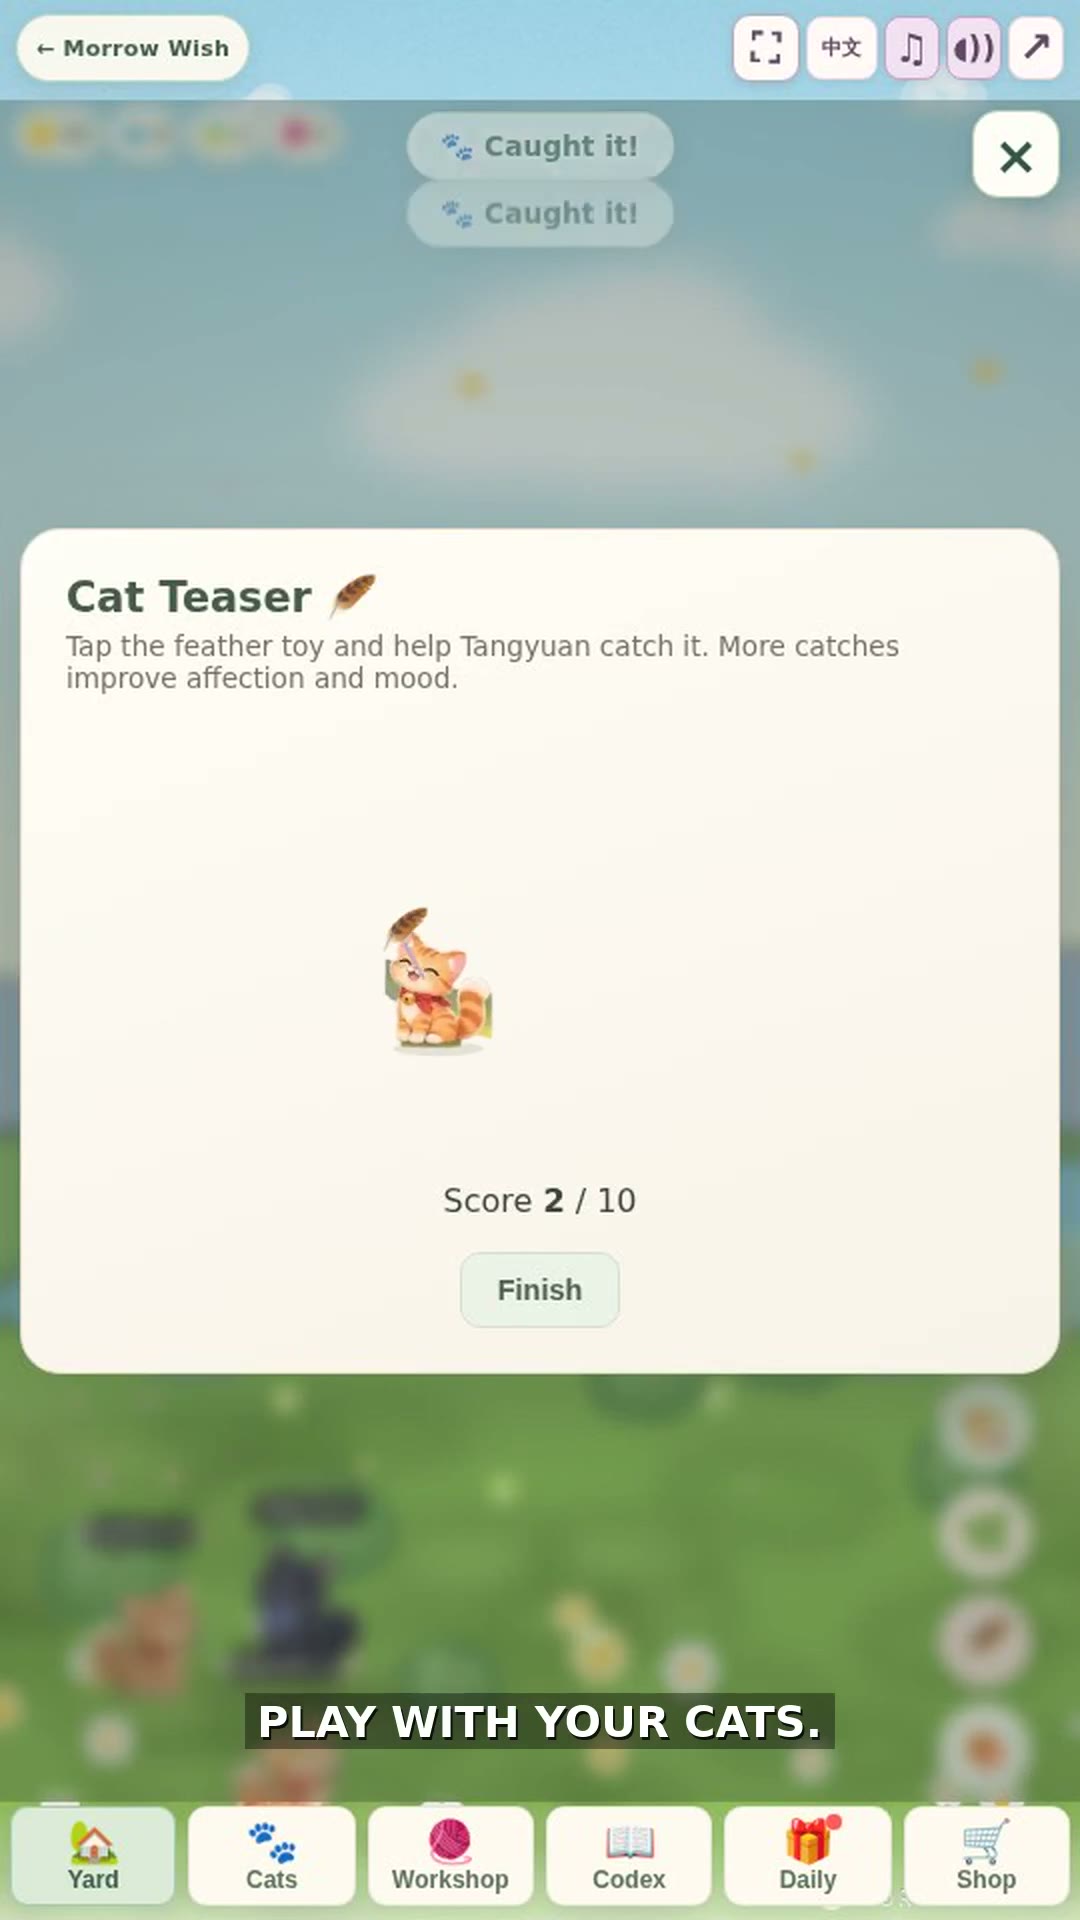 ← Morrow Wish
中文
🐾 Caught it!
🐾 Caught it!
Cat Teaser
Tap the feather toy and help Tangyuan catch it. More catches
improve affection and mood.
Score 2 / 10
Finish
PLAY WITH YOUR CATS.
Yard
Cats
Workshop
Codex
Daily
Shop